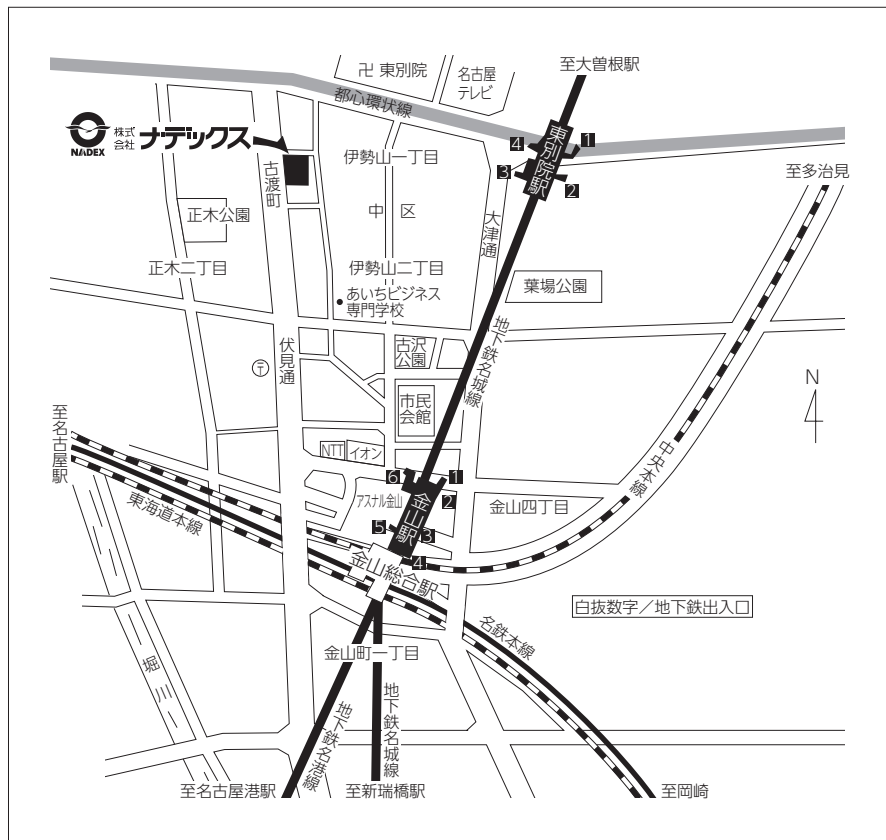 至大曽根駅
卍 東別院
名古屋
テレビ
都心環状線
NADEX
株式
会社
ナデックス
東別院駅
4
1
3
2
伊勢山一丁目
古渡町
至多治見
正木公園
中区
大津通
正木二丁目
伊勢山二丁目
葉場公園
あいちビジネス
専門学校
地下鉄名城線
伏見通
古沢
公園
〒
N
市民
会館
至名古屋駅
NTT
イオン
中央本線
6
1
アスナル金山
金山駅
2
金山四丁目
東海道本線
5
3
4
金山総合駅
白抜数字／地下鉄出入口
名鉄本線
金山町一丁目
堀川
地下鉄名港線
地下鉄名城線
至名古屋港駅
至新瑞橋駅
至岡崎